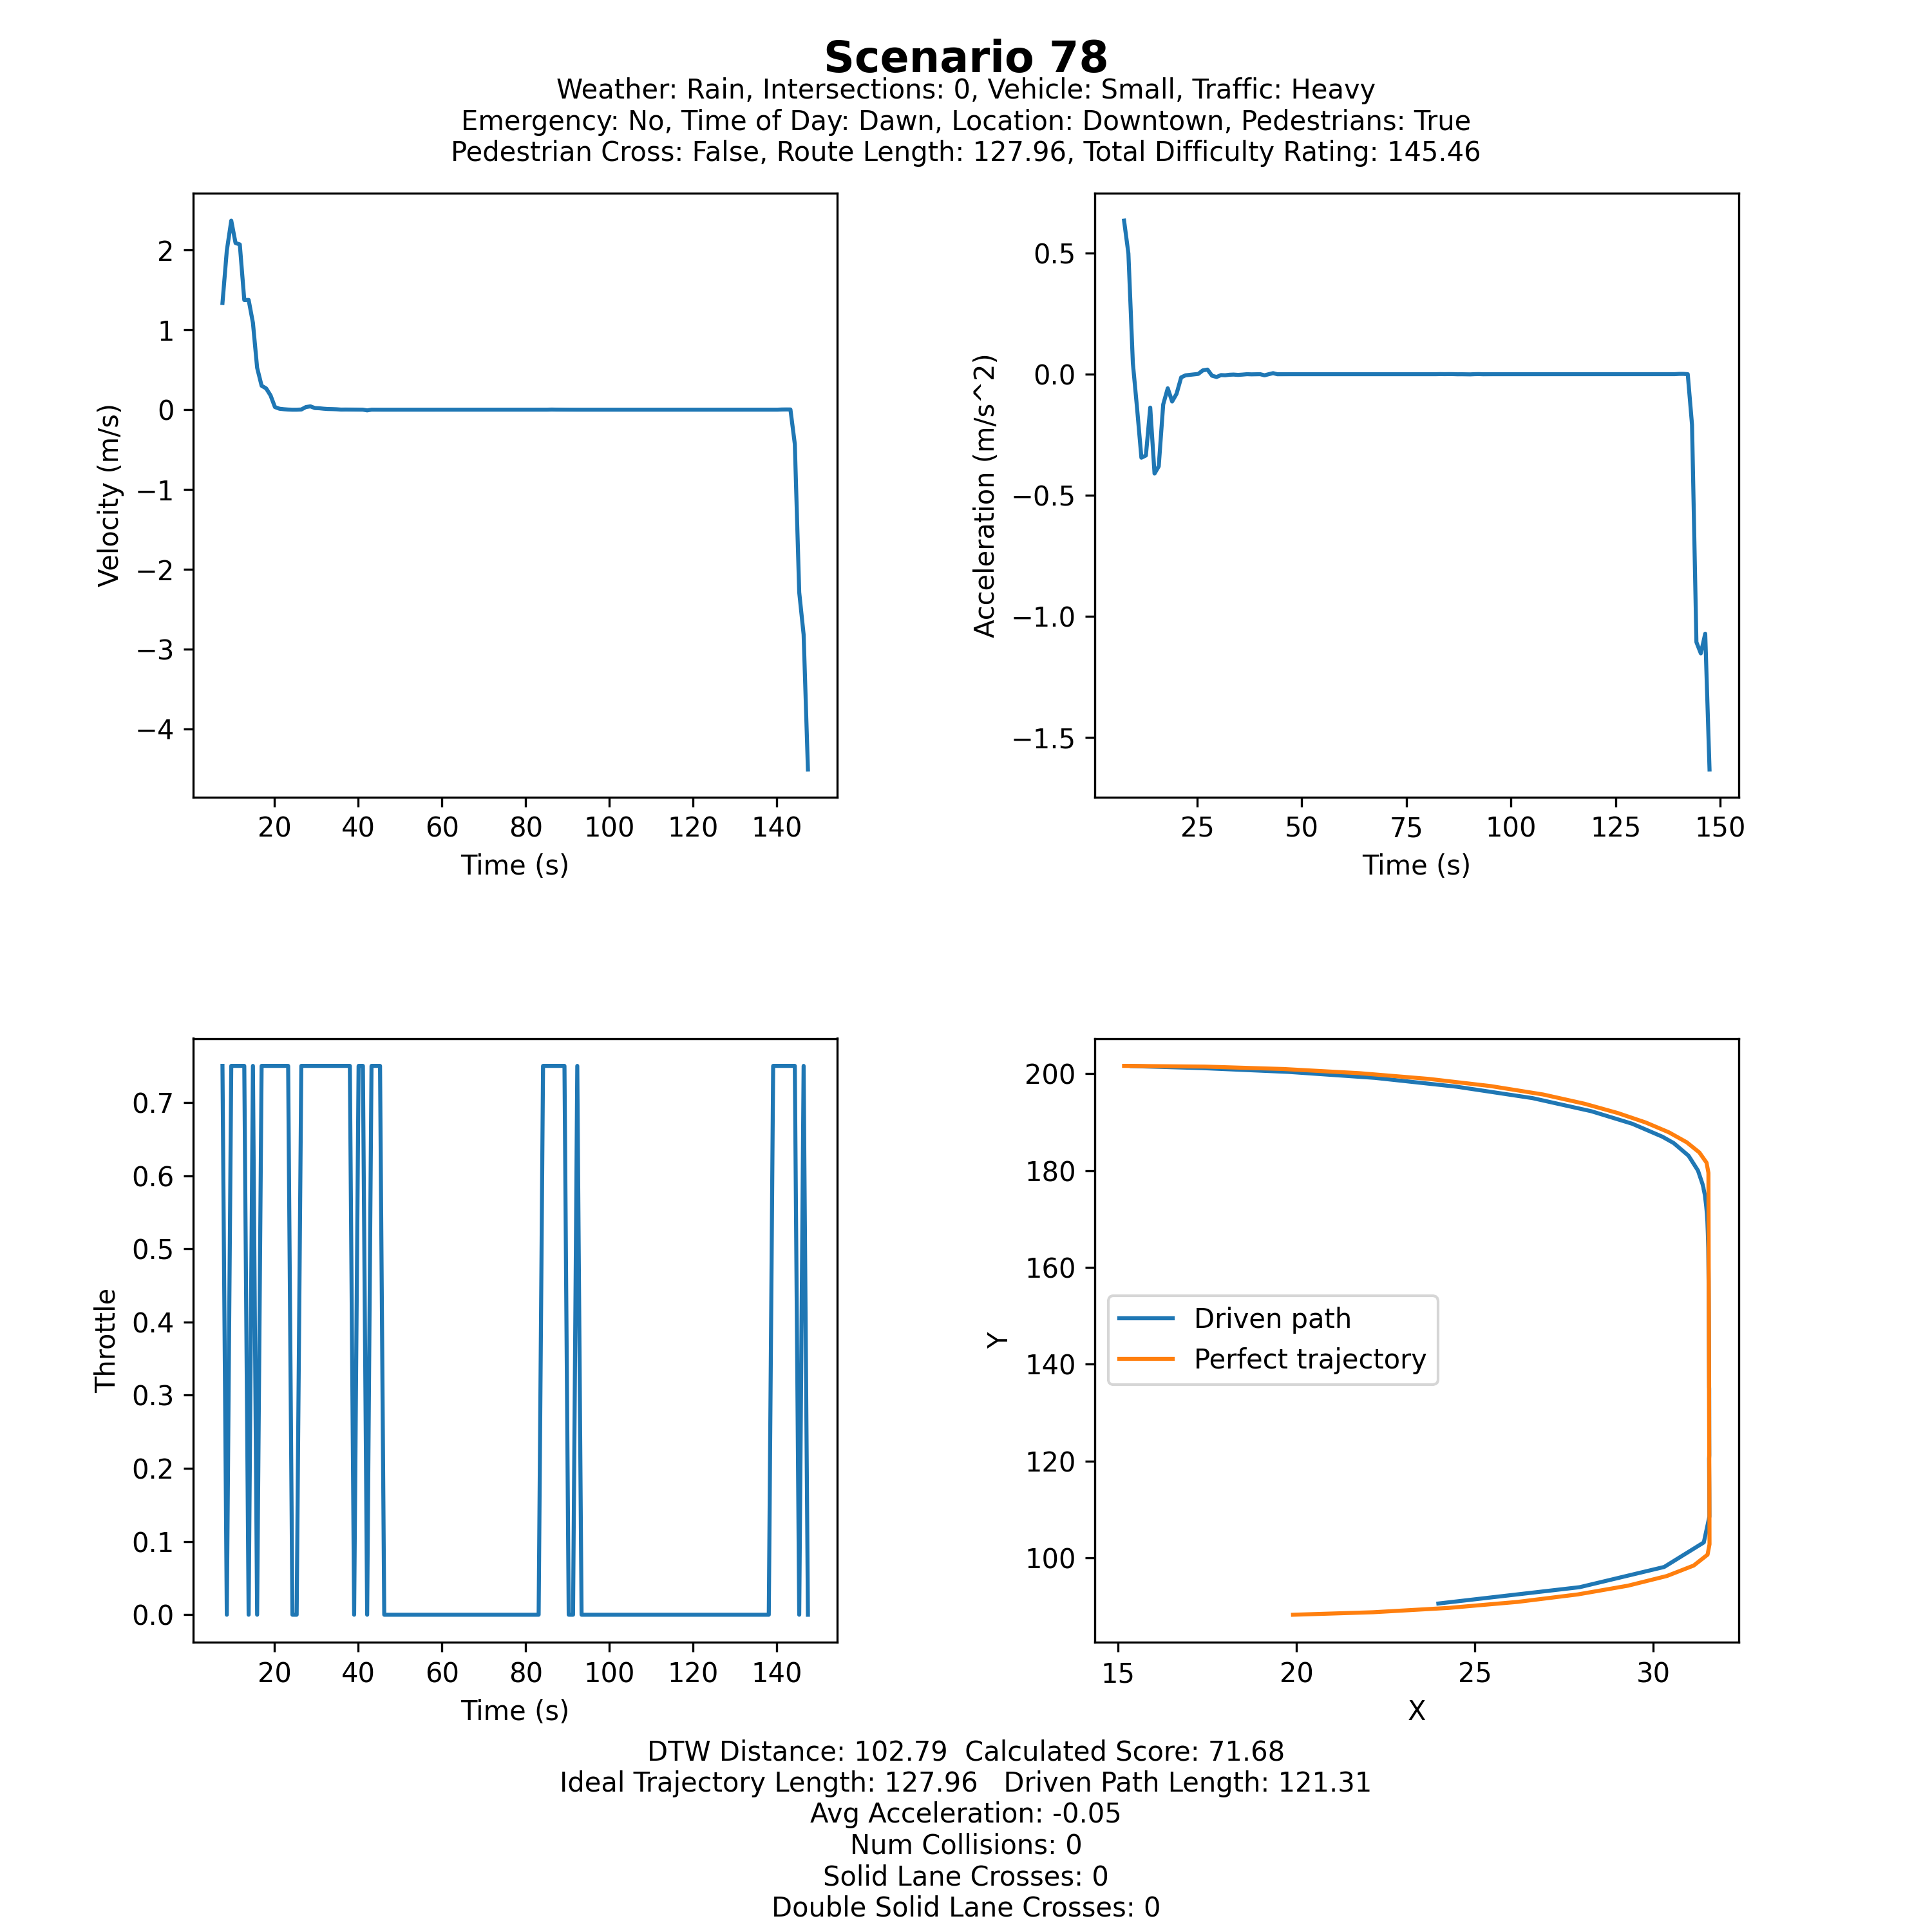 Scenario 78
Weather: Rain, Intersections: 0, Vehicle: Small, Traffic: Heavy
Emergency: No, Time of Day: Dawn, Location: Downtown, Pedestrians: True
Pedestrian Cross: False, Route Length: 127.96, Total Difficulty Rating: 145.46
Velocity (m/s)
2
1
0
−1
−2
−3
−4
20 40 60 80 100 120 140
Time (s)
Acceleration (m/s^2)
0.5
0.0
−0.5
−1.0
−1.5
25 50 75 100 125 150
Time (s)
Throttle
0.7
0.6
0.5
0.4
0.3
0.2
0.1
0.0
20 40 60 80 100 120 140
Time (s)
Y
200
180
160
140
120
100
Driven path
Perfect trajectory
15 20 25 30
X
DTW Distance: 102.79 Calculated Score: 71.68
Ideal Trajectory Length: 127.96 Driven Path Length: 121.31
Avg Acceleration: -0.05
Num Collisions: 0
Solid Lane Crosses: 0
Double Solid Lane Crosses: 0